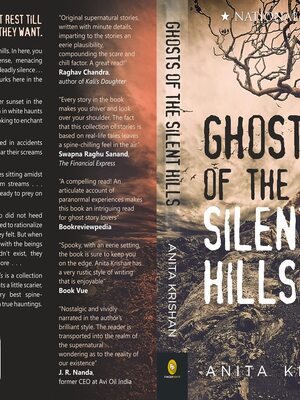 T REST TILL
THEY WANT.
hills. In here, you
ense, menacing
deadly silence...
urks here in the
er sunset in the
in white haunts
oking to enchant
d in accidents
ar their screams
es sitting amidst
m streams . . .
eady to prey on
o did not heed
d to rationalize
y felt. But when
with the beings
dn't exist, they
ore . . .
is a collection
s a little scarier,
ery best spine-
n true hauntings.
"Original supernatural stories,
written with minute details,
imparting to the stories an
eerie plausibility,
compounding the scare and
chill factor. A great read!"
Raghav Chandra,
author of Kali's Daughter
"Every story in the book
makes you shiver and look
over your shoulder. The fact
that this collection of stories is
based on real-life tales leaves
a spine-chilling feel in the air"
Swapna Raghu Sanand,
The Financial Express
"A compelling read! An
articulate account of
paranormal experiences makes
this book an intriguing read
for ghost story lovers"
Bookreviewpedia
"Spooky, with an eerie setting,
the book is sure to keep you
on the edge. Anita Krishan has
a very rustic style of writing
that is enjoyable"
Book Vue
"Nostalgic and vividly
narrated in the author's
brilliant style. The reader is
transported into the realm of
the supernatural
wondering as to the reality of
our existence"
J. R. Nanda,
former CEO at Avi Oil India
GHOSTS OF THE SILENT HILLS
ANITA KRISHAN
NATIONAL
GHOST
OF THE
SILEN
HILLS
ANITA K